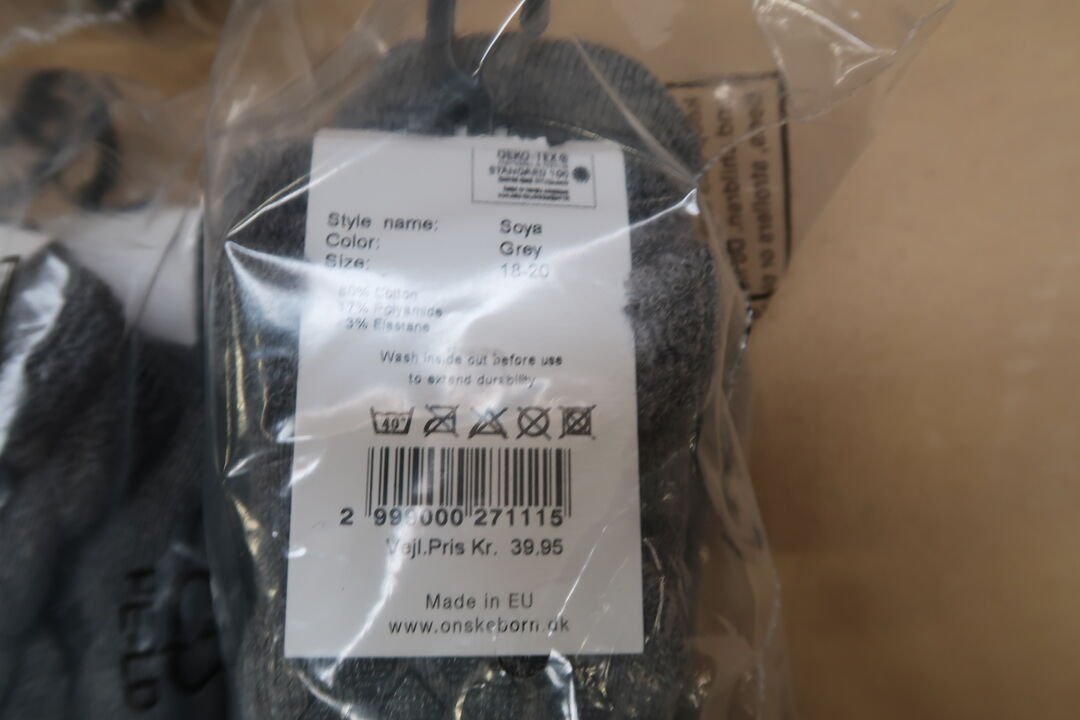 OEKO-TEX®
STANDARD 100
Style name: Soya
Color: Grey
Size: 18-20
80% Cotton
17% Polyamide
3% Elastane
Wash inside out before use
to extend durability
40°
2 999000 271115
Vejl.Pris Kr. 39.95
Made in EU
www.onskeborn.dk
HELD